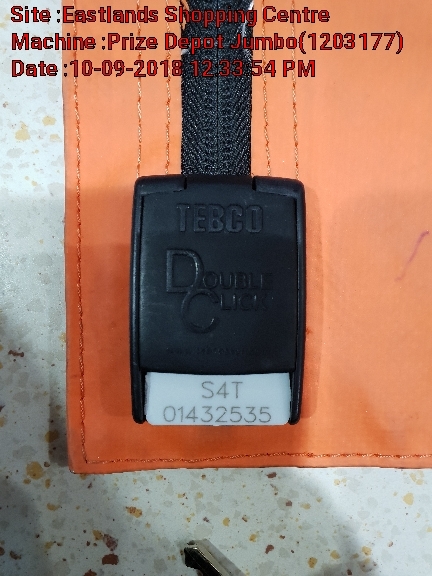 Site :Eastlands Shopping Centre
Machine :Prize Depot Jumbo(1203177)
Date :10-09-2018 12:33:54 PM
TEBCO
DOUBLE
CLICK
S4T
01432535